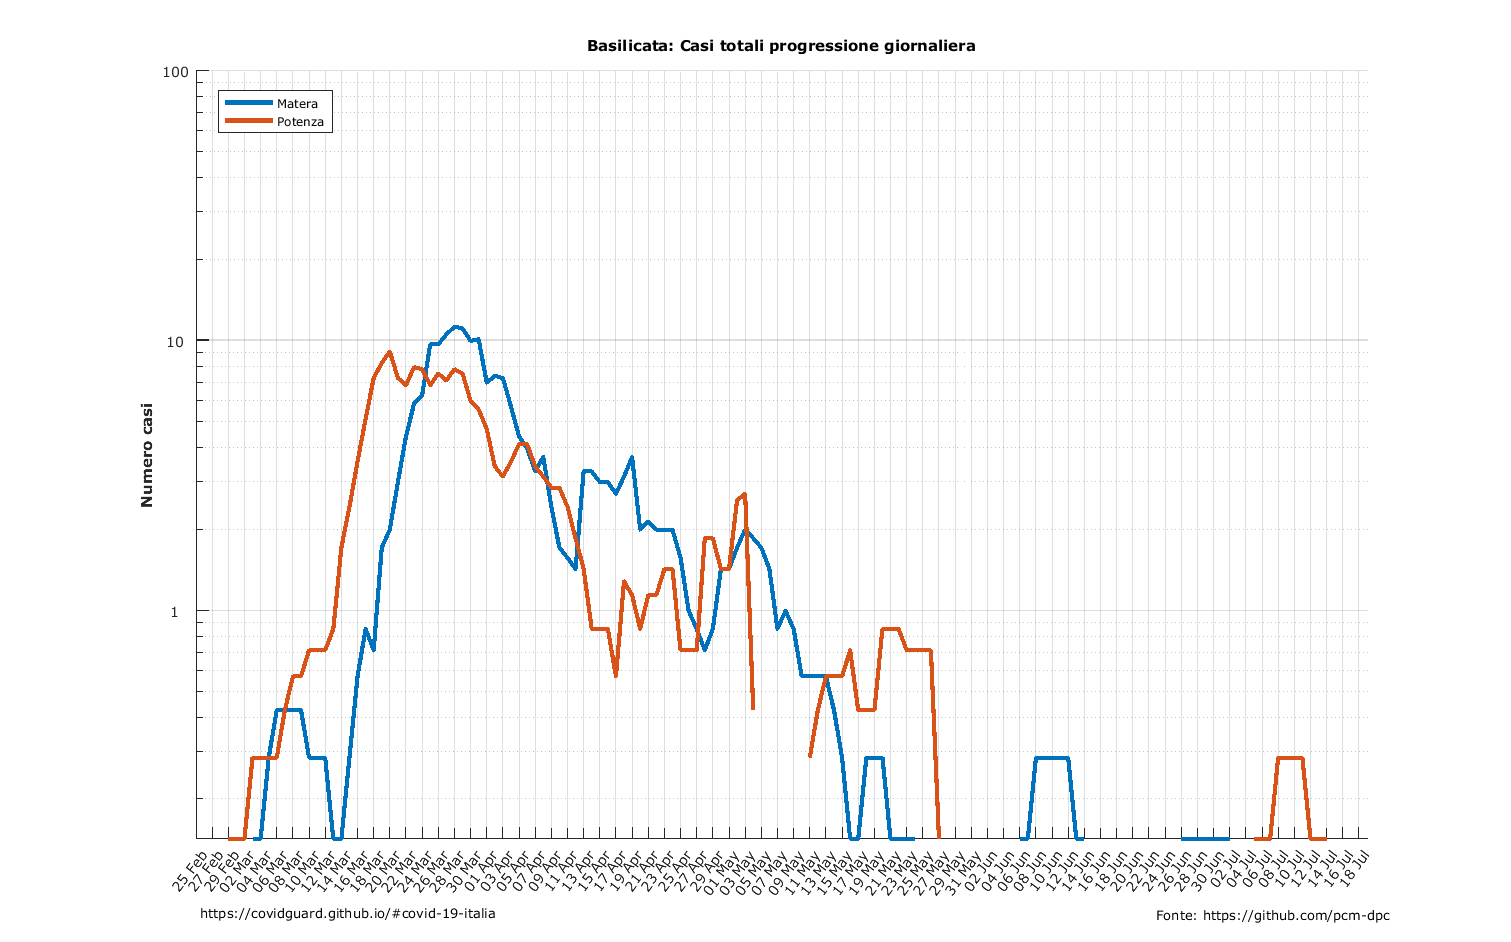 Basilicata: Casi totali progressione giornaliera
100
10
1
Numero casi
Matera
Potenza
25 Feb
27 Feb
29 Feb
02 Mar
04 Mar
06 Mar
08 Mar
10 Mar
12 Mar
14 Mar
16 Mar
18 Mar
20 Mar
22 Mar
24 Mar
26 Mar
28 Mar
30 Mar
01 Apr
03 Apr
05 Apr
07 Apr
09 Apr
11 Apr
13 Apr
15 Apr
17 Apr
19 Apr
21 Apr
23 Apr
25 Apr
27 Apr
29 Apr
01 May
03 May
05 May
07 May
09 May
11 May
13 May
15 May
17 May
19 May
21 May
23 May
25 May
27 May
29 May
31 May
02 Jun
04 Jun
06 Jun
08 Jun
10 Jun
12 Jun
14 Jun
16 Jun
18 Jun
20 Jun
22 Jun
24 Jun
26 Jun
28 Jun
30 Jun
02 Jul
04 Jul
06 Jul
08 Jul
10 Jul
12 Jul
14 Jul
16 Jul
18 Jul
https://covidguard.github.io/#covid-19-italia
Fonte: https://github.com/pcm-dpc